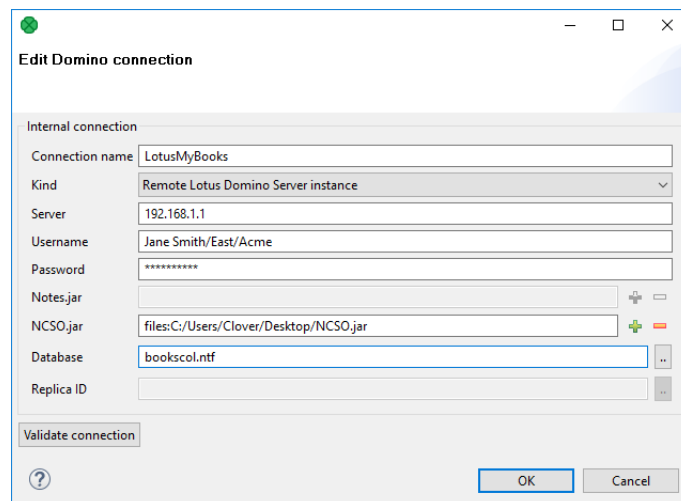 Edit Domino connection
Internal connection
Connection name LotusMyBooks
Kind Remote Lotus Domino Server instance
Server 192.168.1.1
Username Jane Smith/East/Acme
Password **********
Notes.jar
NCSO.jar files:C:/Users/Clover/Desktop/NCSO.jar
Database bookscol.ntf ..
Replica ID ..
Validate connection
? OK Cancel